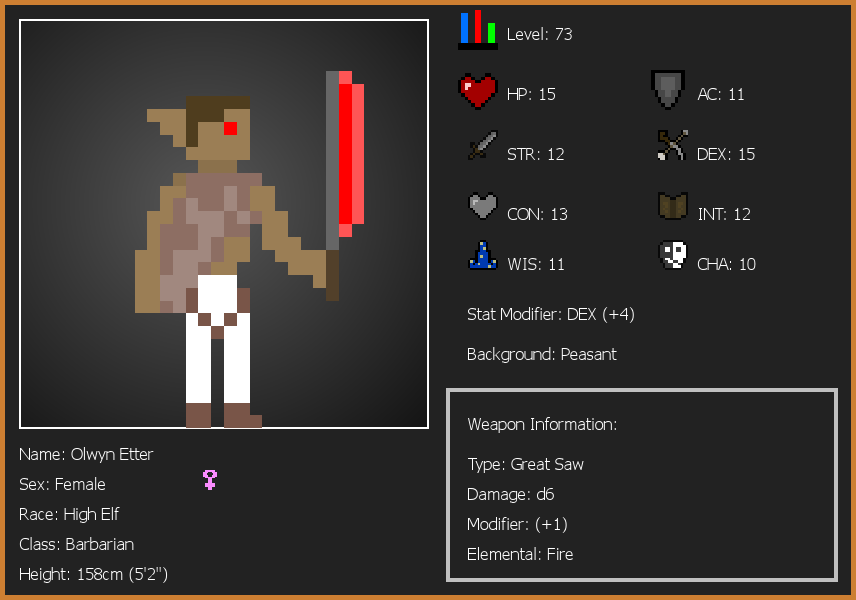 Level: 73
HP: 15
AC: 11
STR: 12
DEX: 15
CON: 13
INT: 12
WIS: 11
CHA: 10
Stat Modifier: DEX (+4)
Background: Peasant
Weapon Information:
Type: Great Saw
Damage: d6
Modifier: (+1)
Elemental: Fire
Name: Olwyn Etter
Sex: Female
Race: High Elf
Class: Barbarian
Height: 158cm (5'2")